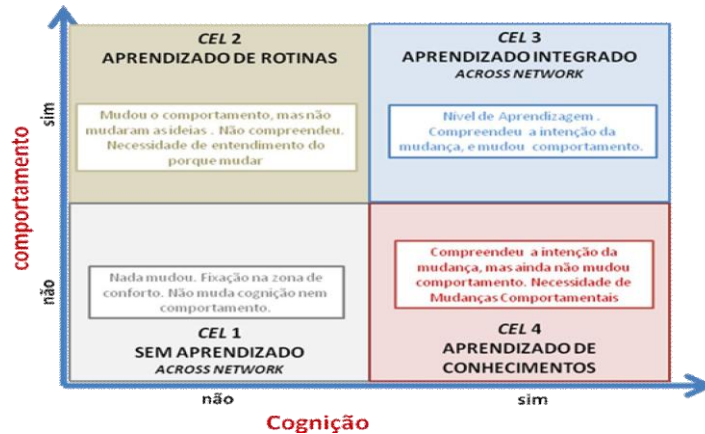 CEL 2
APRENDIZADO DE ROTINAS
Mudou o comportamento, mas não
mudaram as ideias . Não compreendeu.
Necessidade de entendimento do
porque mudar
CEL 3
APRENDIZADO INTEGRADO
ACROSS NETWORK
Nível de Aprendizagem .
Compreendeu a intenção da
mudança, e mudou comportamento.
comportamento
sim
não
Nada mudou. Fixação na zona de
conforto. Não muda cognição nem
comportamento.
CEL 1
SEM APRENDIZADO
ACROSS NETWORK
Compreendeu a intenção da
mudança, mas ainda não mudou
comportamento. Necessidade de
Mudanças Comportamentais
CEL 4
APRENDIZADO DE
CONHECIMENTOS
não
sim
Cognição